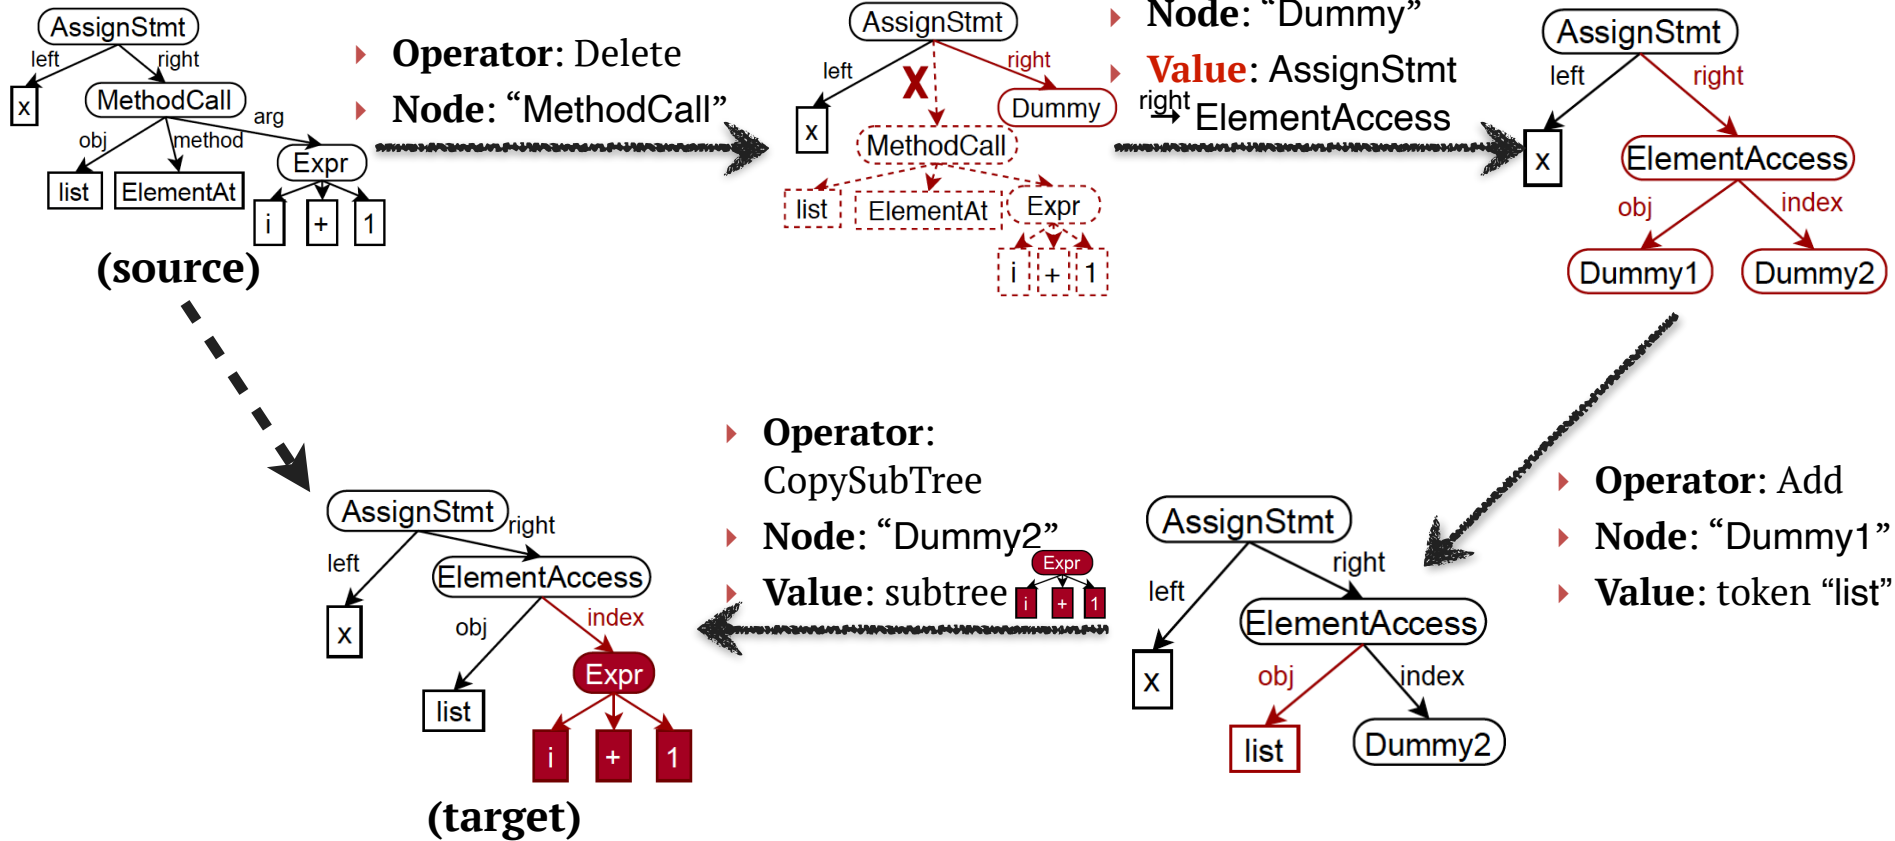 AssignStmt
left
right
x
MethodCall
obj
method
arg
list
ElementAt
Expr
i
+
1
(source)
Operator: Delete
Node: “MethodCall”
AssignStmt
left
right
X
x
Dummy
MethodCall
list
ElementAt
Expr
i
+
1
Node: “Dummy”
Value: AssignStmt
right
→ ElementAccess
AssignStmt
left
right
x
ElementAccess
obj
index
Dummy1
Dummy2
Operator: Add
Node: “Dummy1”
Value: token “list”
AssignStmt
left
right
x
ElementAccess
obj
index
list
Dummy2
Operator:
CopySubTree
Node: “Dummy2”
Value: subtree
Expr
i
+
1
AssignStmt
left
right
x
ElementAccess
obj
index
list
Expr
i
+
1
(target)